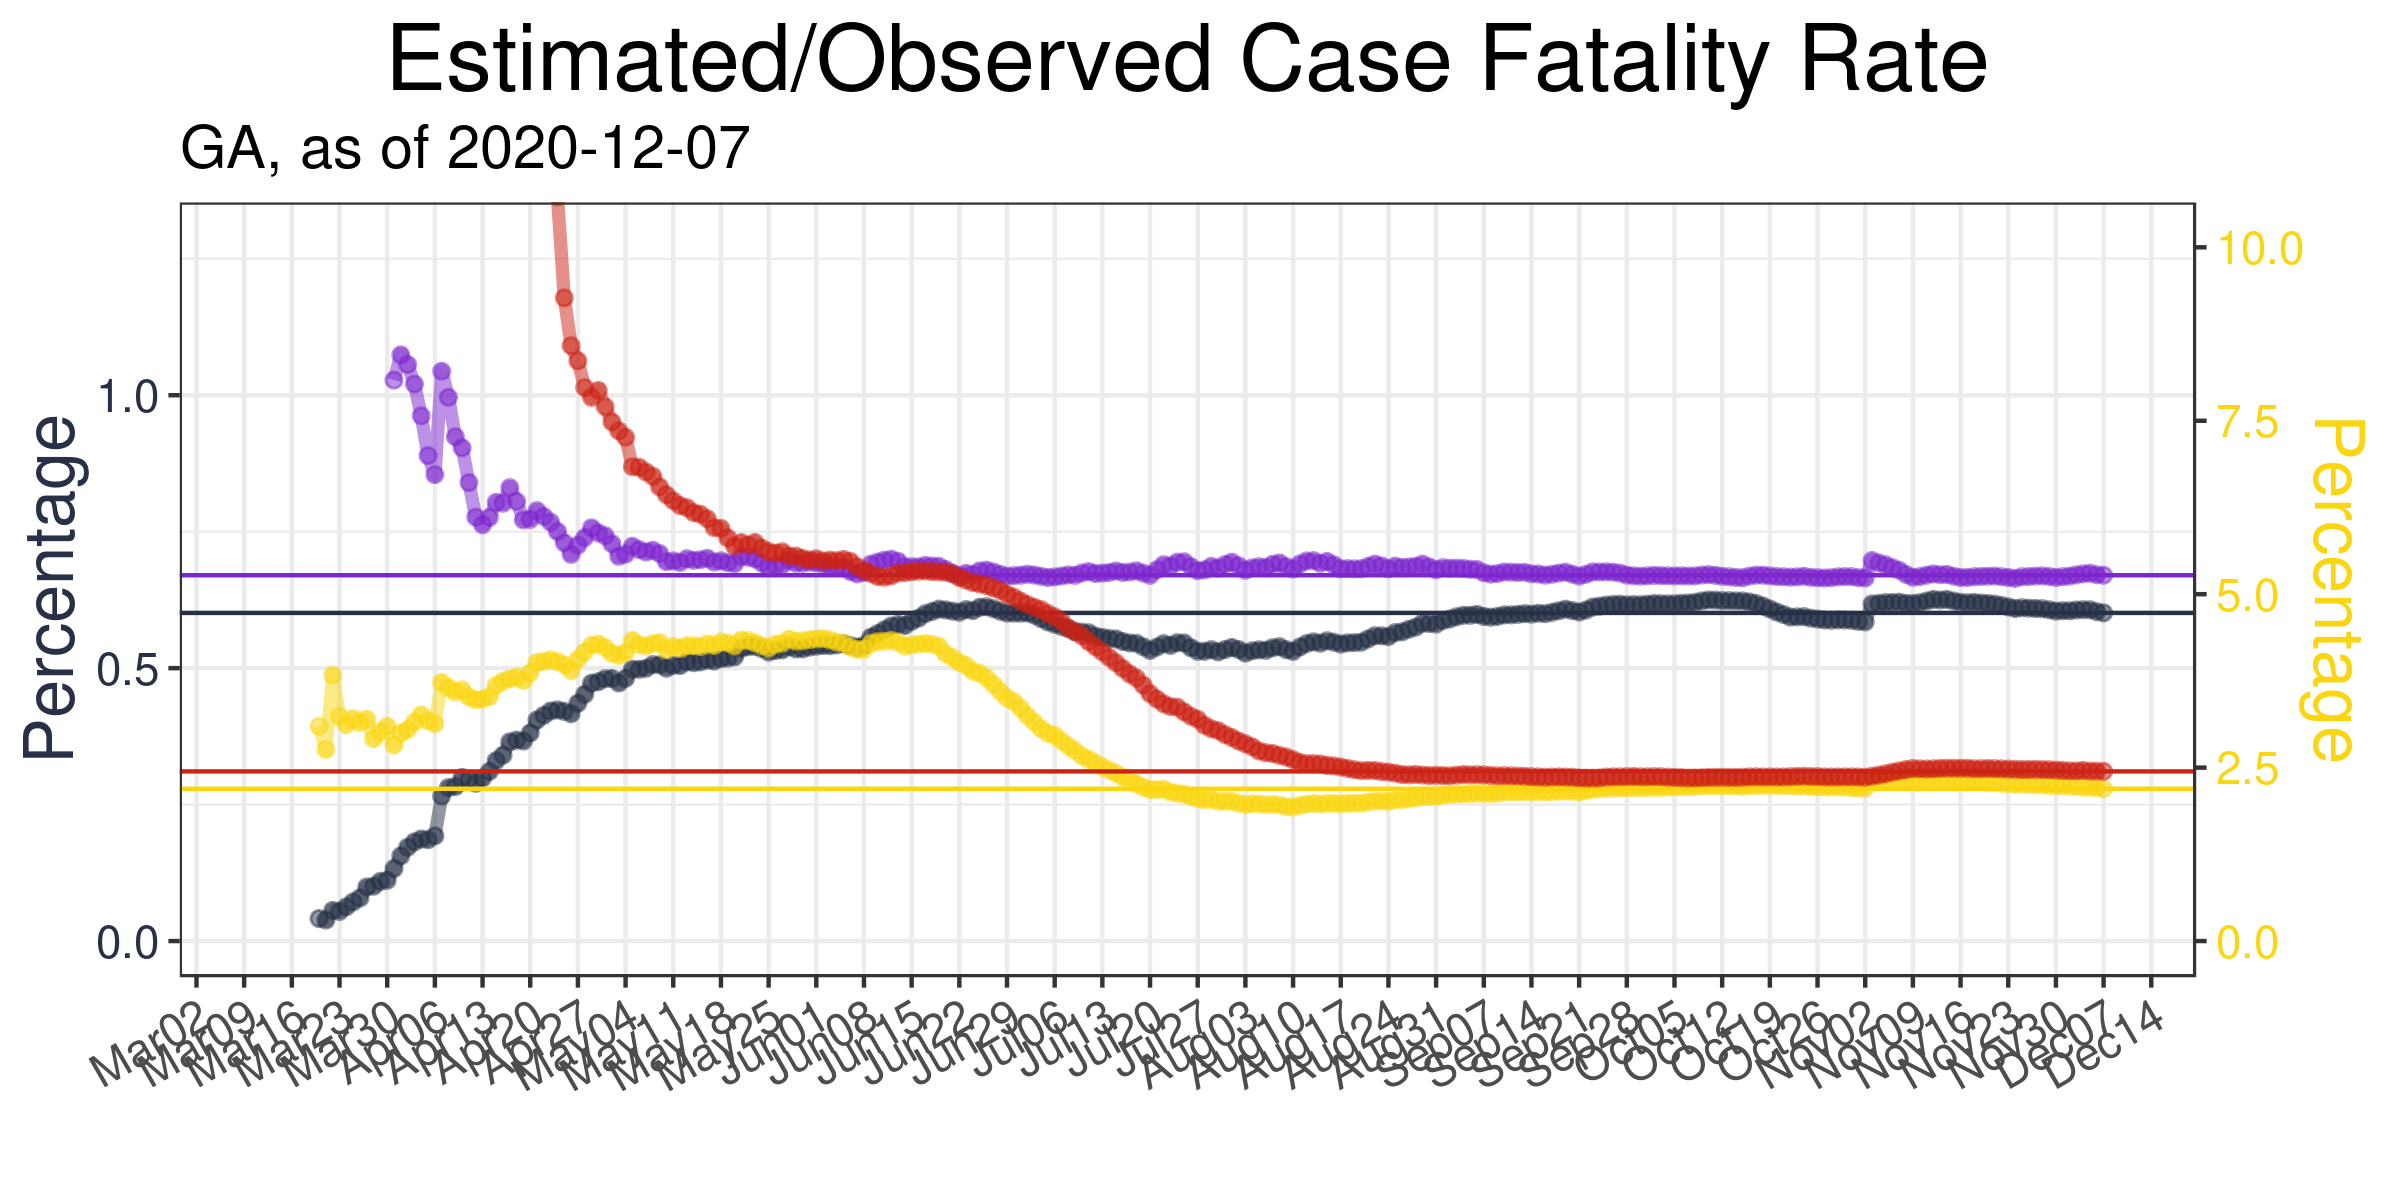 Estimated/Observed Case Fatality Rate
GA, as of 2020-12-07
Percentage
1.0
0.5
0.0
10.0
7.5
5.0
2.5
0.0
Percentage
Mar02
Mar09
Mar16
Mar23
Mar30
Apr06
Apr13
Apr20
Apr27
May04
May11
May18
May25
Jun01
Jun08
Jun15
Jun22
Jun29
Jul06
Jul13
Jul20
Jul27
Aug03
Aug10
Aug17
Aug24
Aug31
Sep07
Sep14
Sep21
Sep28
Oct05
Oct12
Oct19
Oct26
Nov02
Nov09
Nov16
Nov23
Nov30
Dec07
Dec14